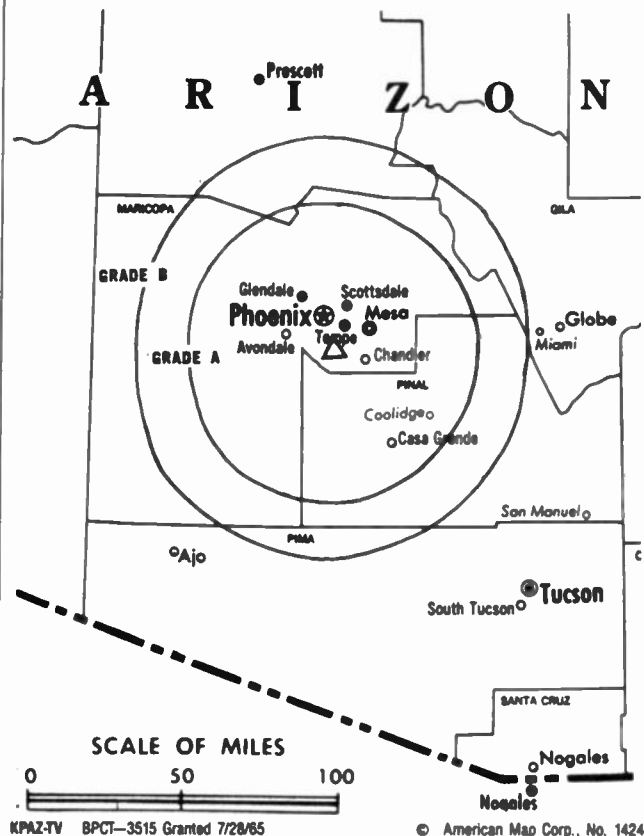 Prescott
A R I Z O N
MARICOPA
GILA
GRADE B
Glendale
Scottsdale
Phoenix
Mesa
Tempe
Avondale
Globe
Miami
GRADE A
Chandler
PINAL
Coolidge
Casa Grande
San Manuel
PIMA
Ajo
C
Tucson
South Tucson
SANTA CRUZ
SCALE OF MILES
Nogales
0 50 100
Nogales
KPAZ-TV BPCT—3515 Granted 7/28/65
© American Map Corp., No. 1424